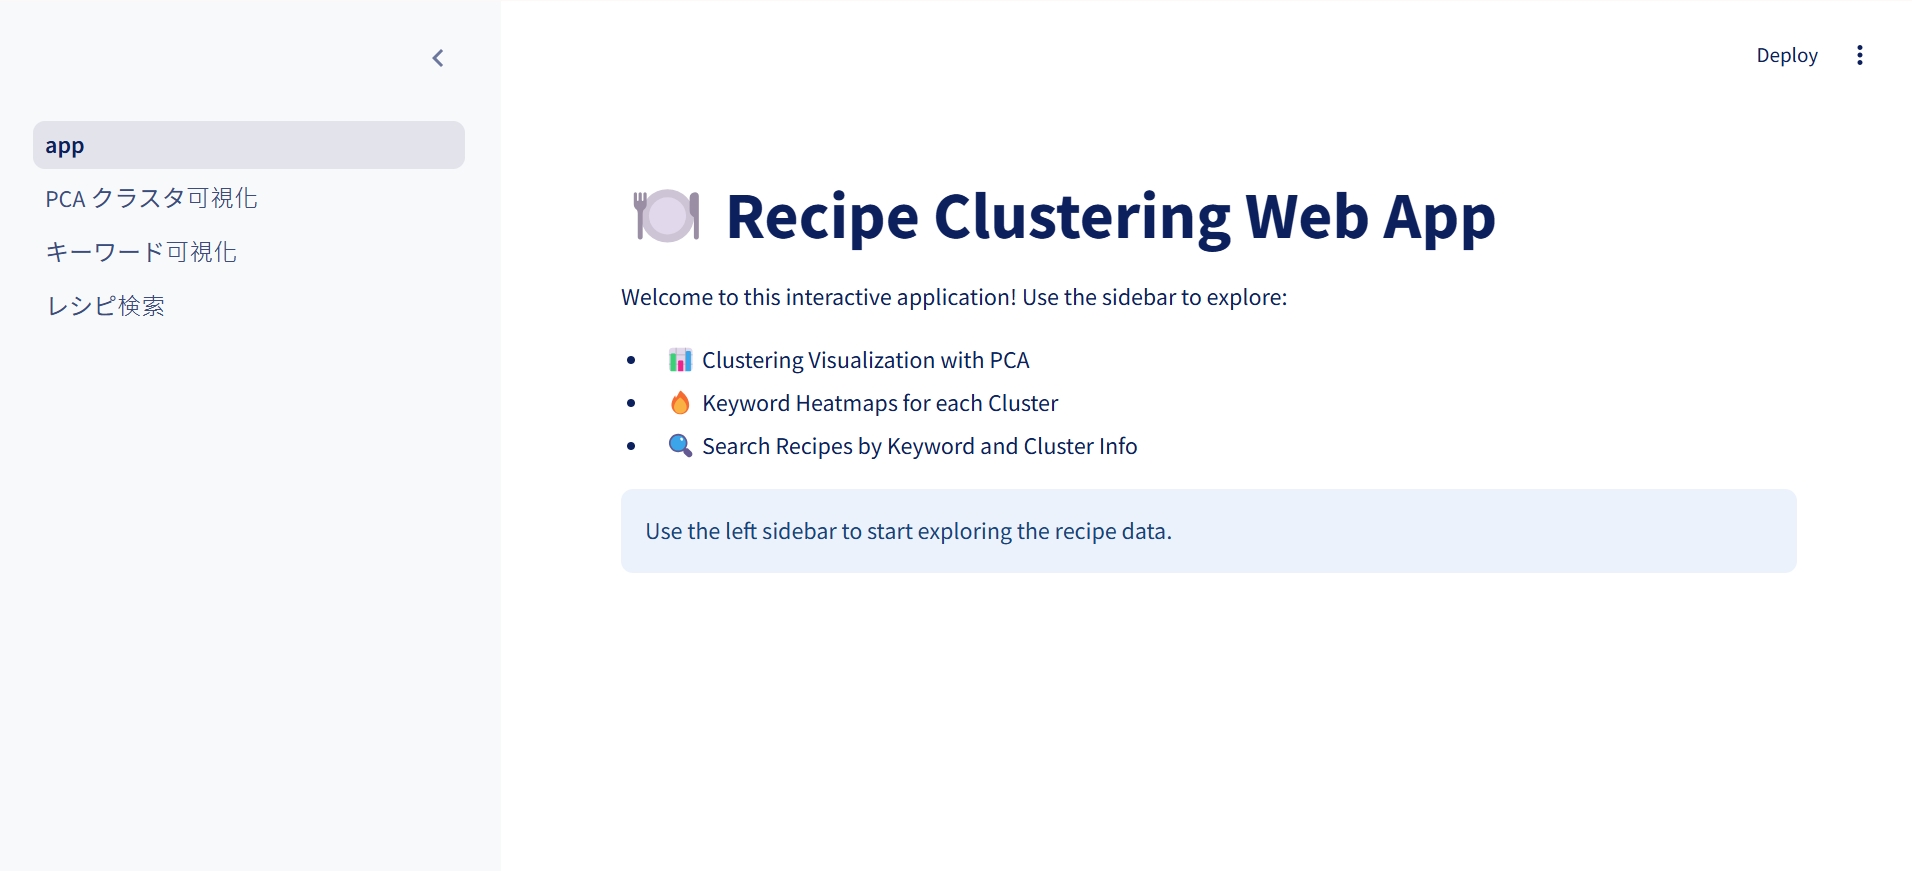 app
PCA クラスタ可視化
キーワード可視化
レシピ検索
Deploy
Recipe Clustering Web App
Welcome to this interactive application! Use the sidebar to explore:
Clustering Visualization with PCA
Keyword Heatmaps for each Cluster
Search Recipes by Keyword and Cluster Info
Use the left sidebar to start exploring the recipe data.